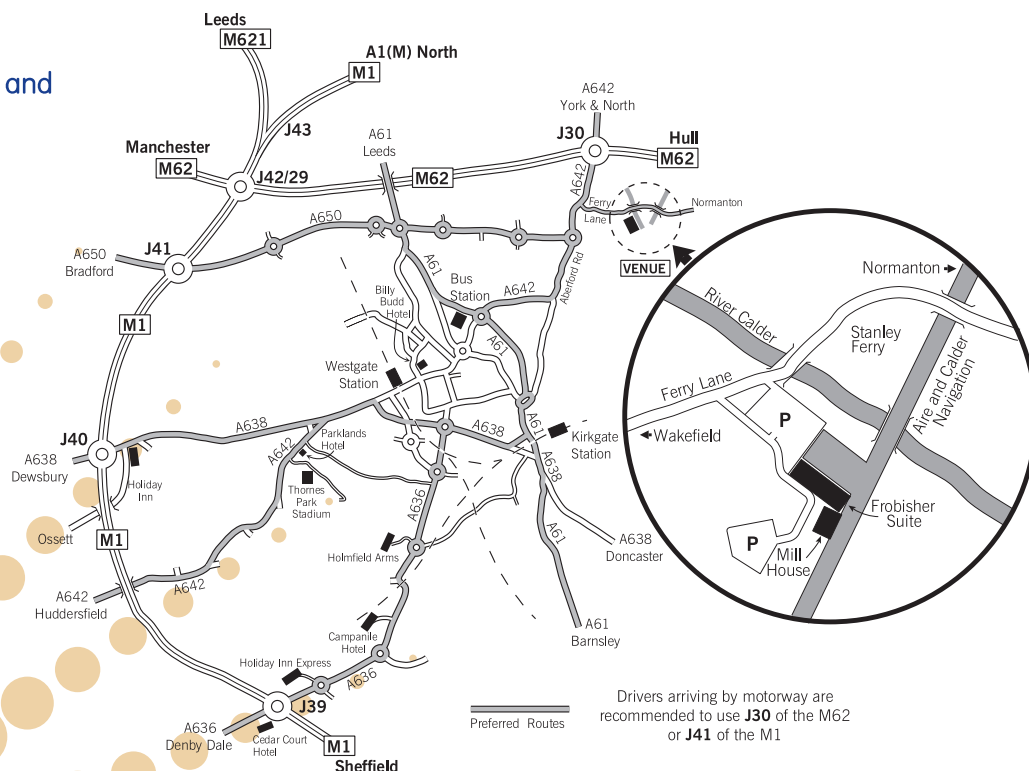 and
Leeds
M621
A1(M) North
M1
J43
Manchester
M62
J42/29
A61
Leeds
M62
A642
York & North
J30
Hull
M62
A642
Ferry
Lane
Normanton
VENUE
A650
A650
Bradford
J41
A61
Bus
Station
A642
Aberford Rd
Billy
Budd
Hotel
A61
M1
Westgate
Station
J40
A638
Dewsbury
A638
Holiday
Inn
A642
Parklands
Hotel
Thornes
Park
Stadium
A638
A61
Kirkgate
Station
A638
A636
Ossett
M1
Holmfield Arms
A61
A638
Doncaster
A642
Huddersfield
A642
Campanile
Hotel
A61
Barnsley
Holiday Inn Express
A636
J39
A636
Denby Dale
Cedar Court
Hotel
M1
Sheffield
Preferred Routes
Drivers arriving by motorway are
recommended to use J30 of the M62
or J41 of the M1
Normanton
River Calder
Stanley
Ferry
Ferry Lane
Aire and Calder
Navigation
Wakefield
P
Frobisher
Suite
P
Mill
House